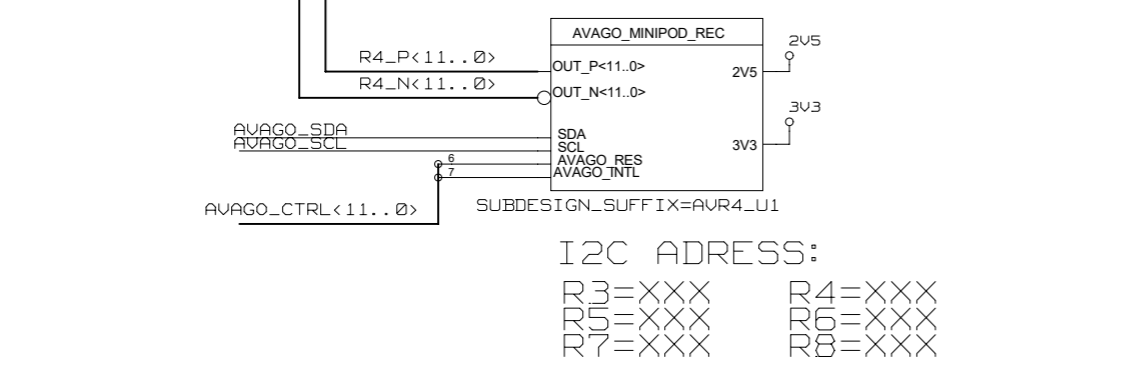 AVAGO_MINIPOD_REC
2V5
R4_P<11..0>
OUT_P<11..0>
2V5
R4_N<11..0>
OUT_N<11..0>
3V3
AVAGO_SDA
SDA
AVAGO_SCL
SCL
3V3
6
AVAGO_RES
7
AVAGO_INTL
AVAGO_CTRL<11..0>
SUBDESIGN_SUFFIX=AVR4_U1
I2C ADRESS:
R3=XXX R4=XXX
R5=XXX R6=XXX
R7=XXX R8=XXX